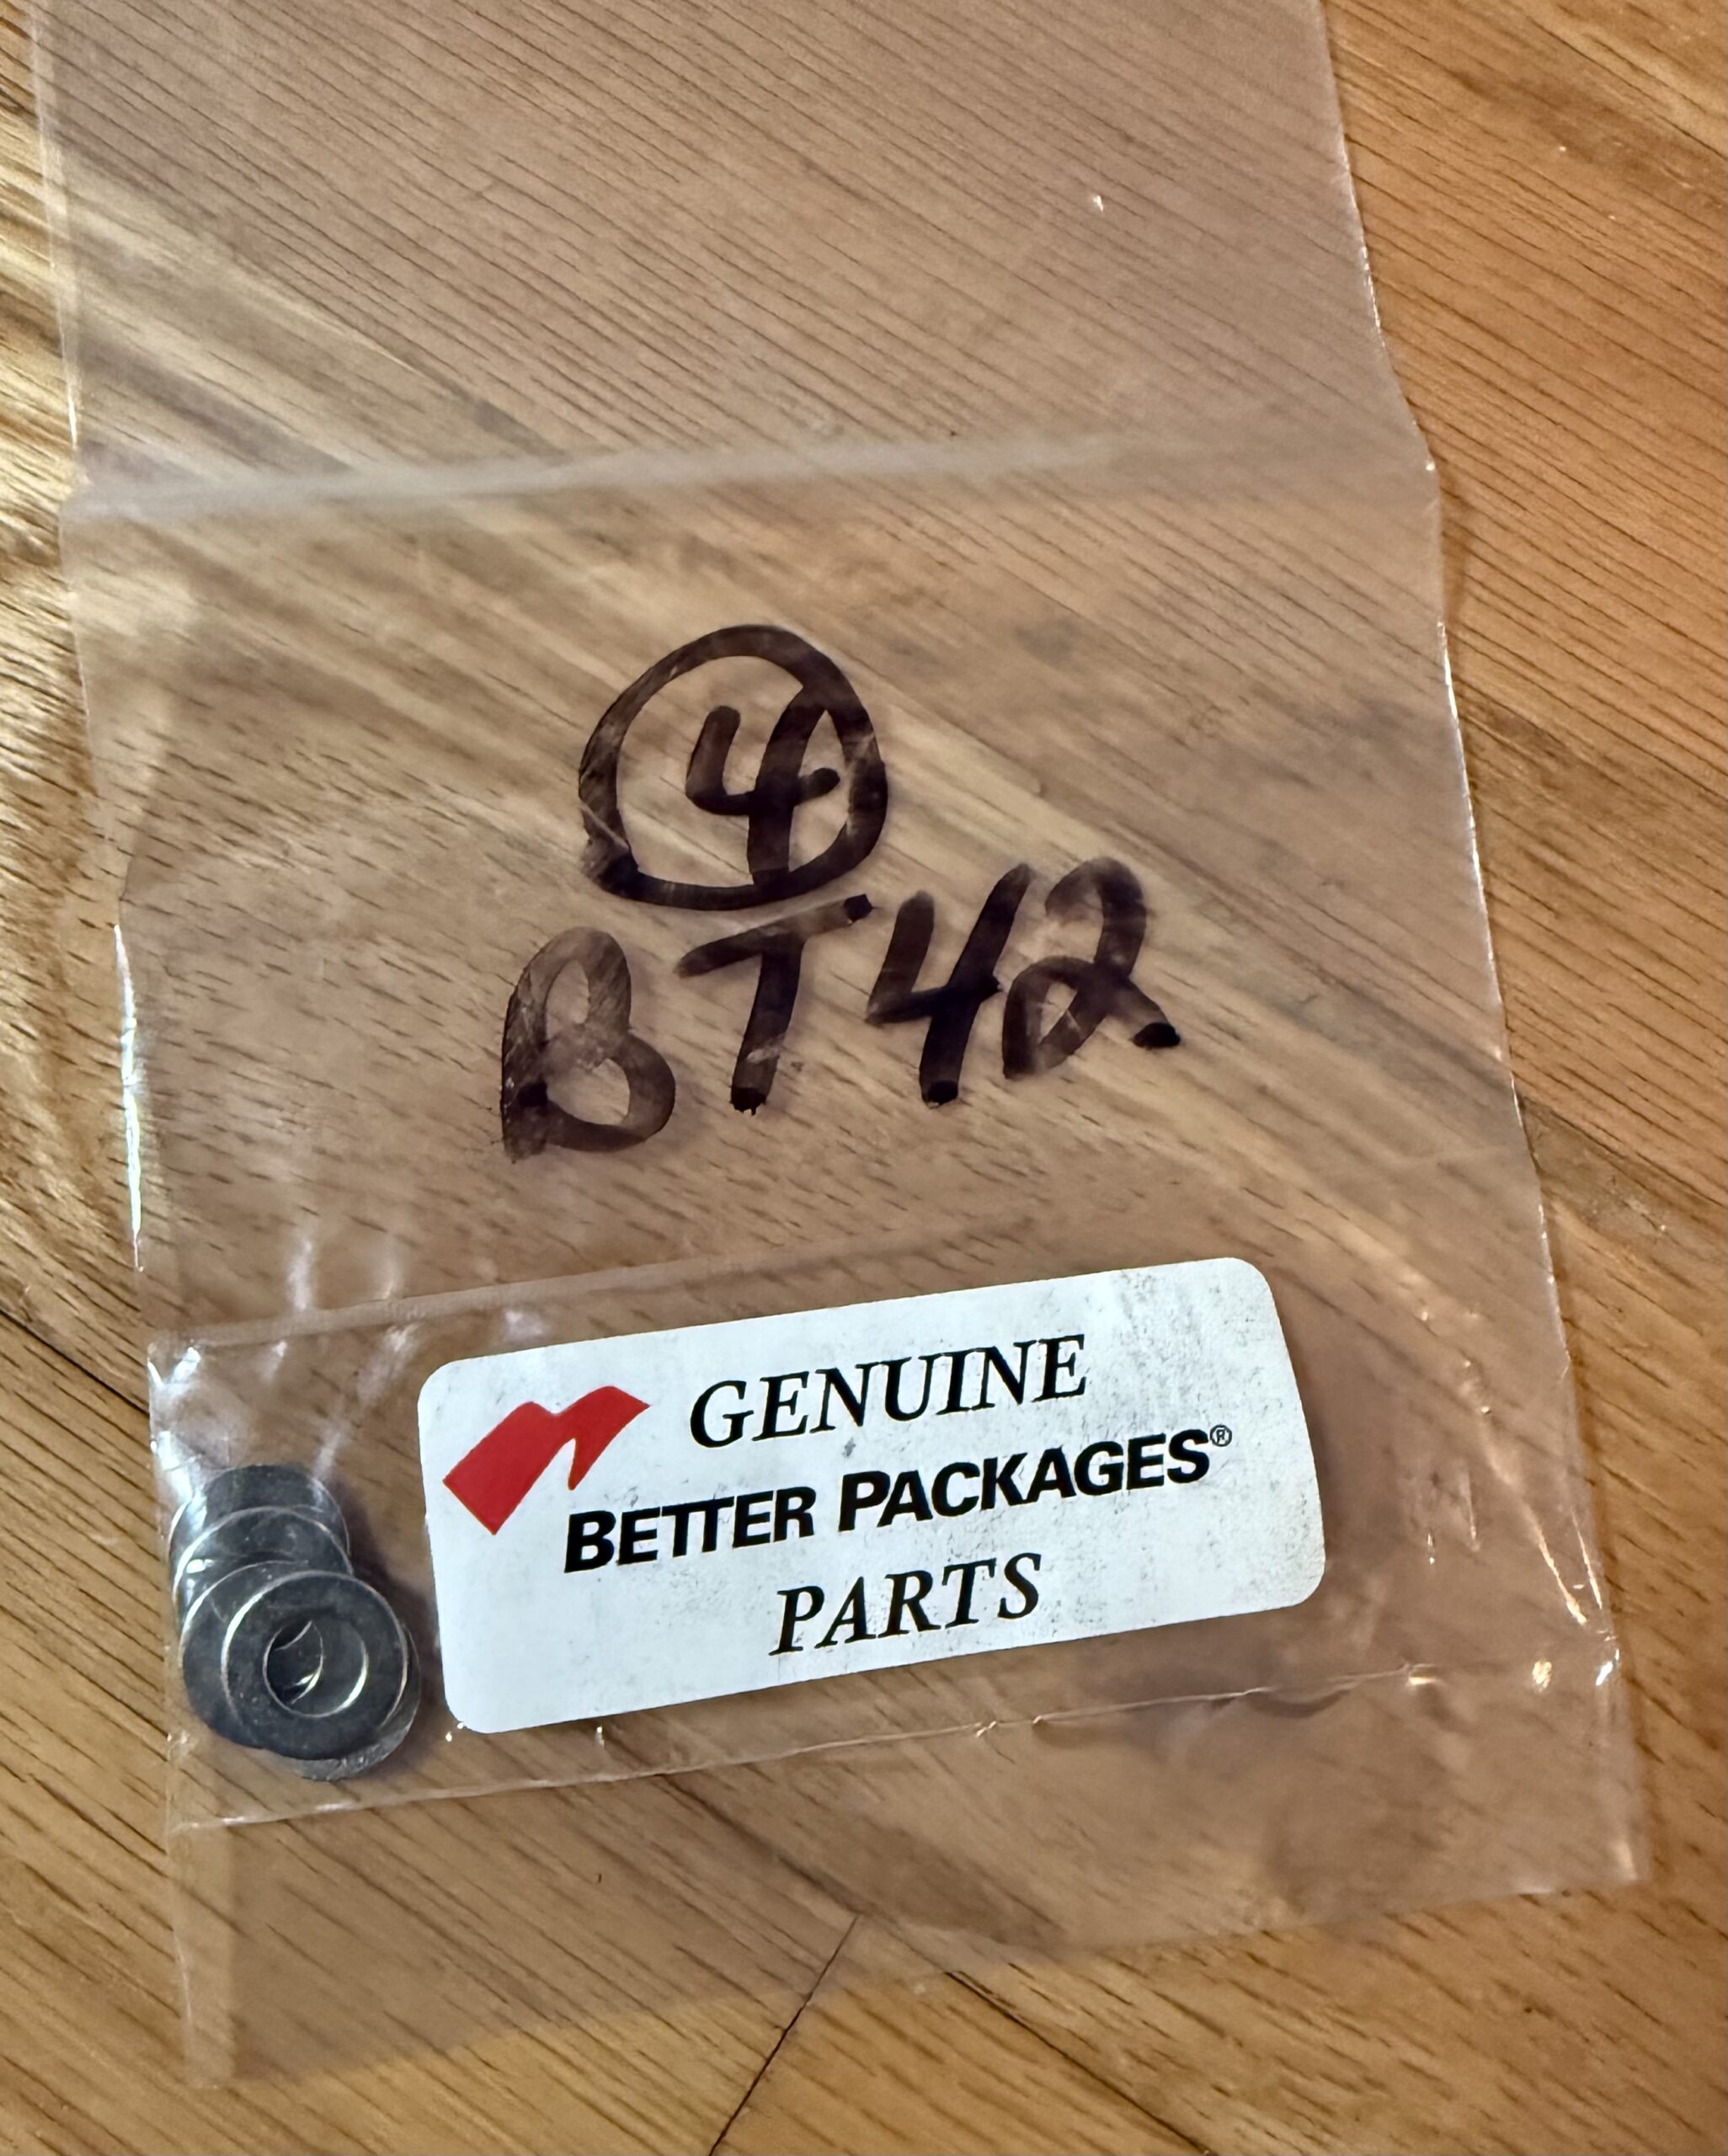 4
BT42
GENUINE
BETTER PACKAGES®
PARTS